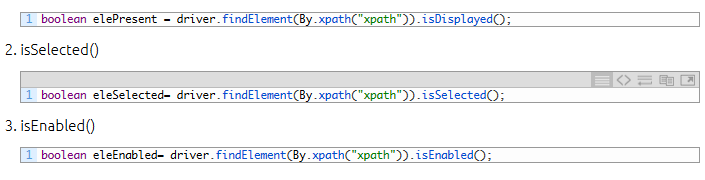 1 boolean elePresent = driver.findElement(By.xpath("xpath")).isDisplayed();
2. isSelected()
1 boolean eleSelected= driver.findElement(By.xpath("xpath")).isSelected();
3. isEnabled()
1 boolean eleEnabled= driver.findElement(By.xpath("xpath")).isEnabled();